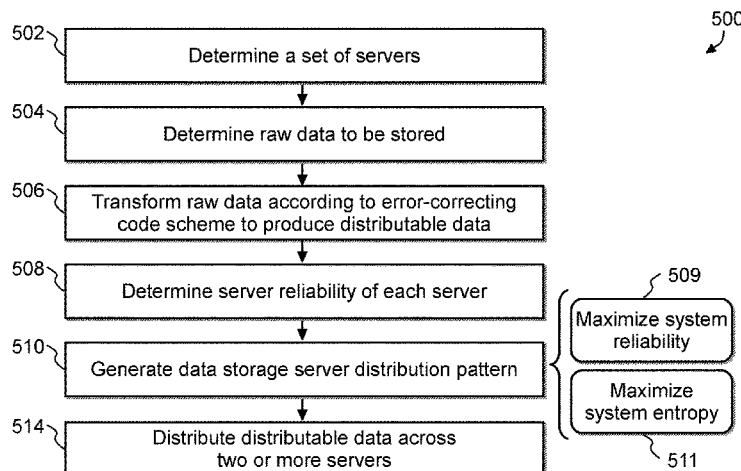 500
502
Determine a set of servers
504
Determine raw data to be stored
506
Transform raw data according to error-correcting
code scheme to produce distributable data
508
Determine server reliability of each server
509
Maximize system
reliability
510
Generate data storage server distribution pattern
Maximize
system entropy
511
514
Distribute distributable data across
two or more servers